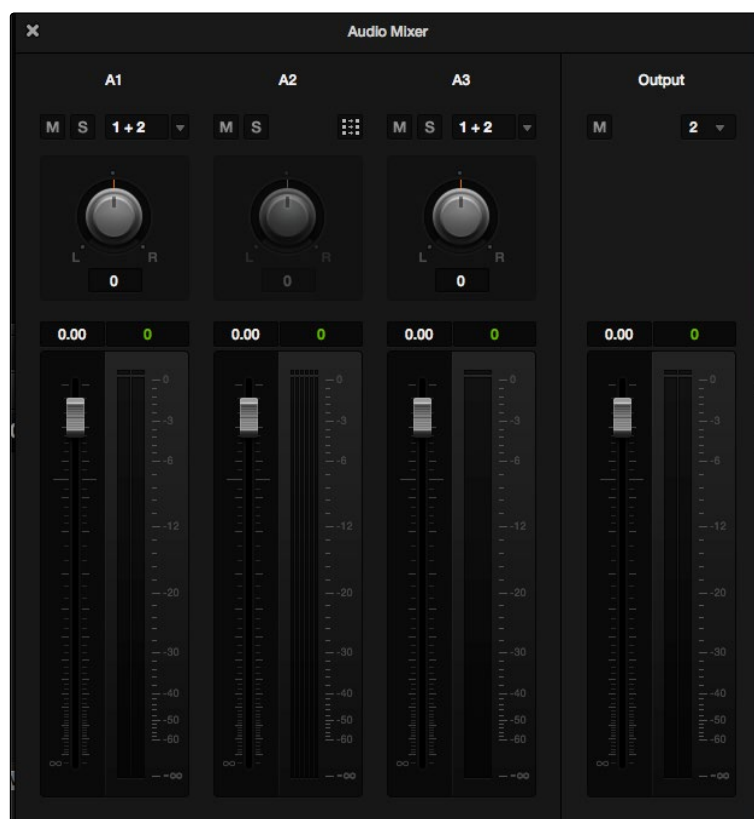 Audio Mixer
A1 A2 A3 Output
M S 1+2 M S M S 1+2 M 2
L R L R L R
0 0 0
0.00 0 0.00 0 0.00 0 0.00 0
-0 -0 -0 -0
-3 -3 -3 -3
-6 -6 -6 -6
-12 -12 -12 -12
-20 -20 -20 -20
-30 -30 -30 -30
-40 -40 -40 -40
-50 -50 -50 -50
-60 -60 -60 -60
∞ -∞ ∞ -∞ ∞ -∞ ∞ -∞